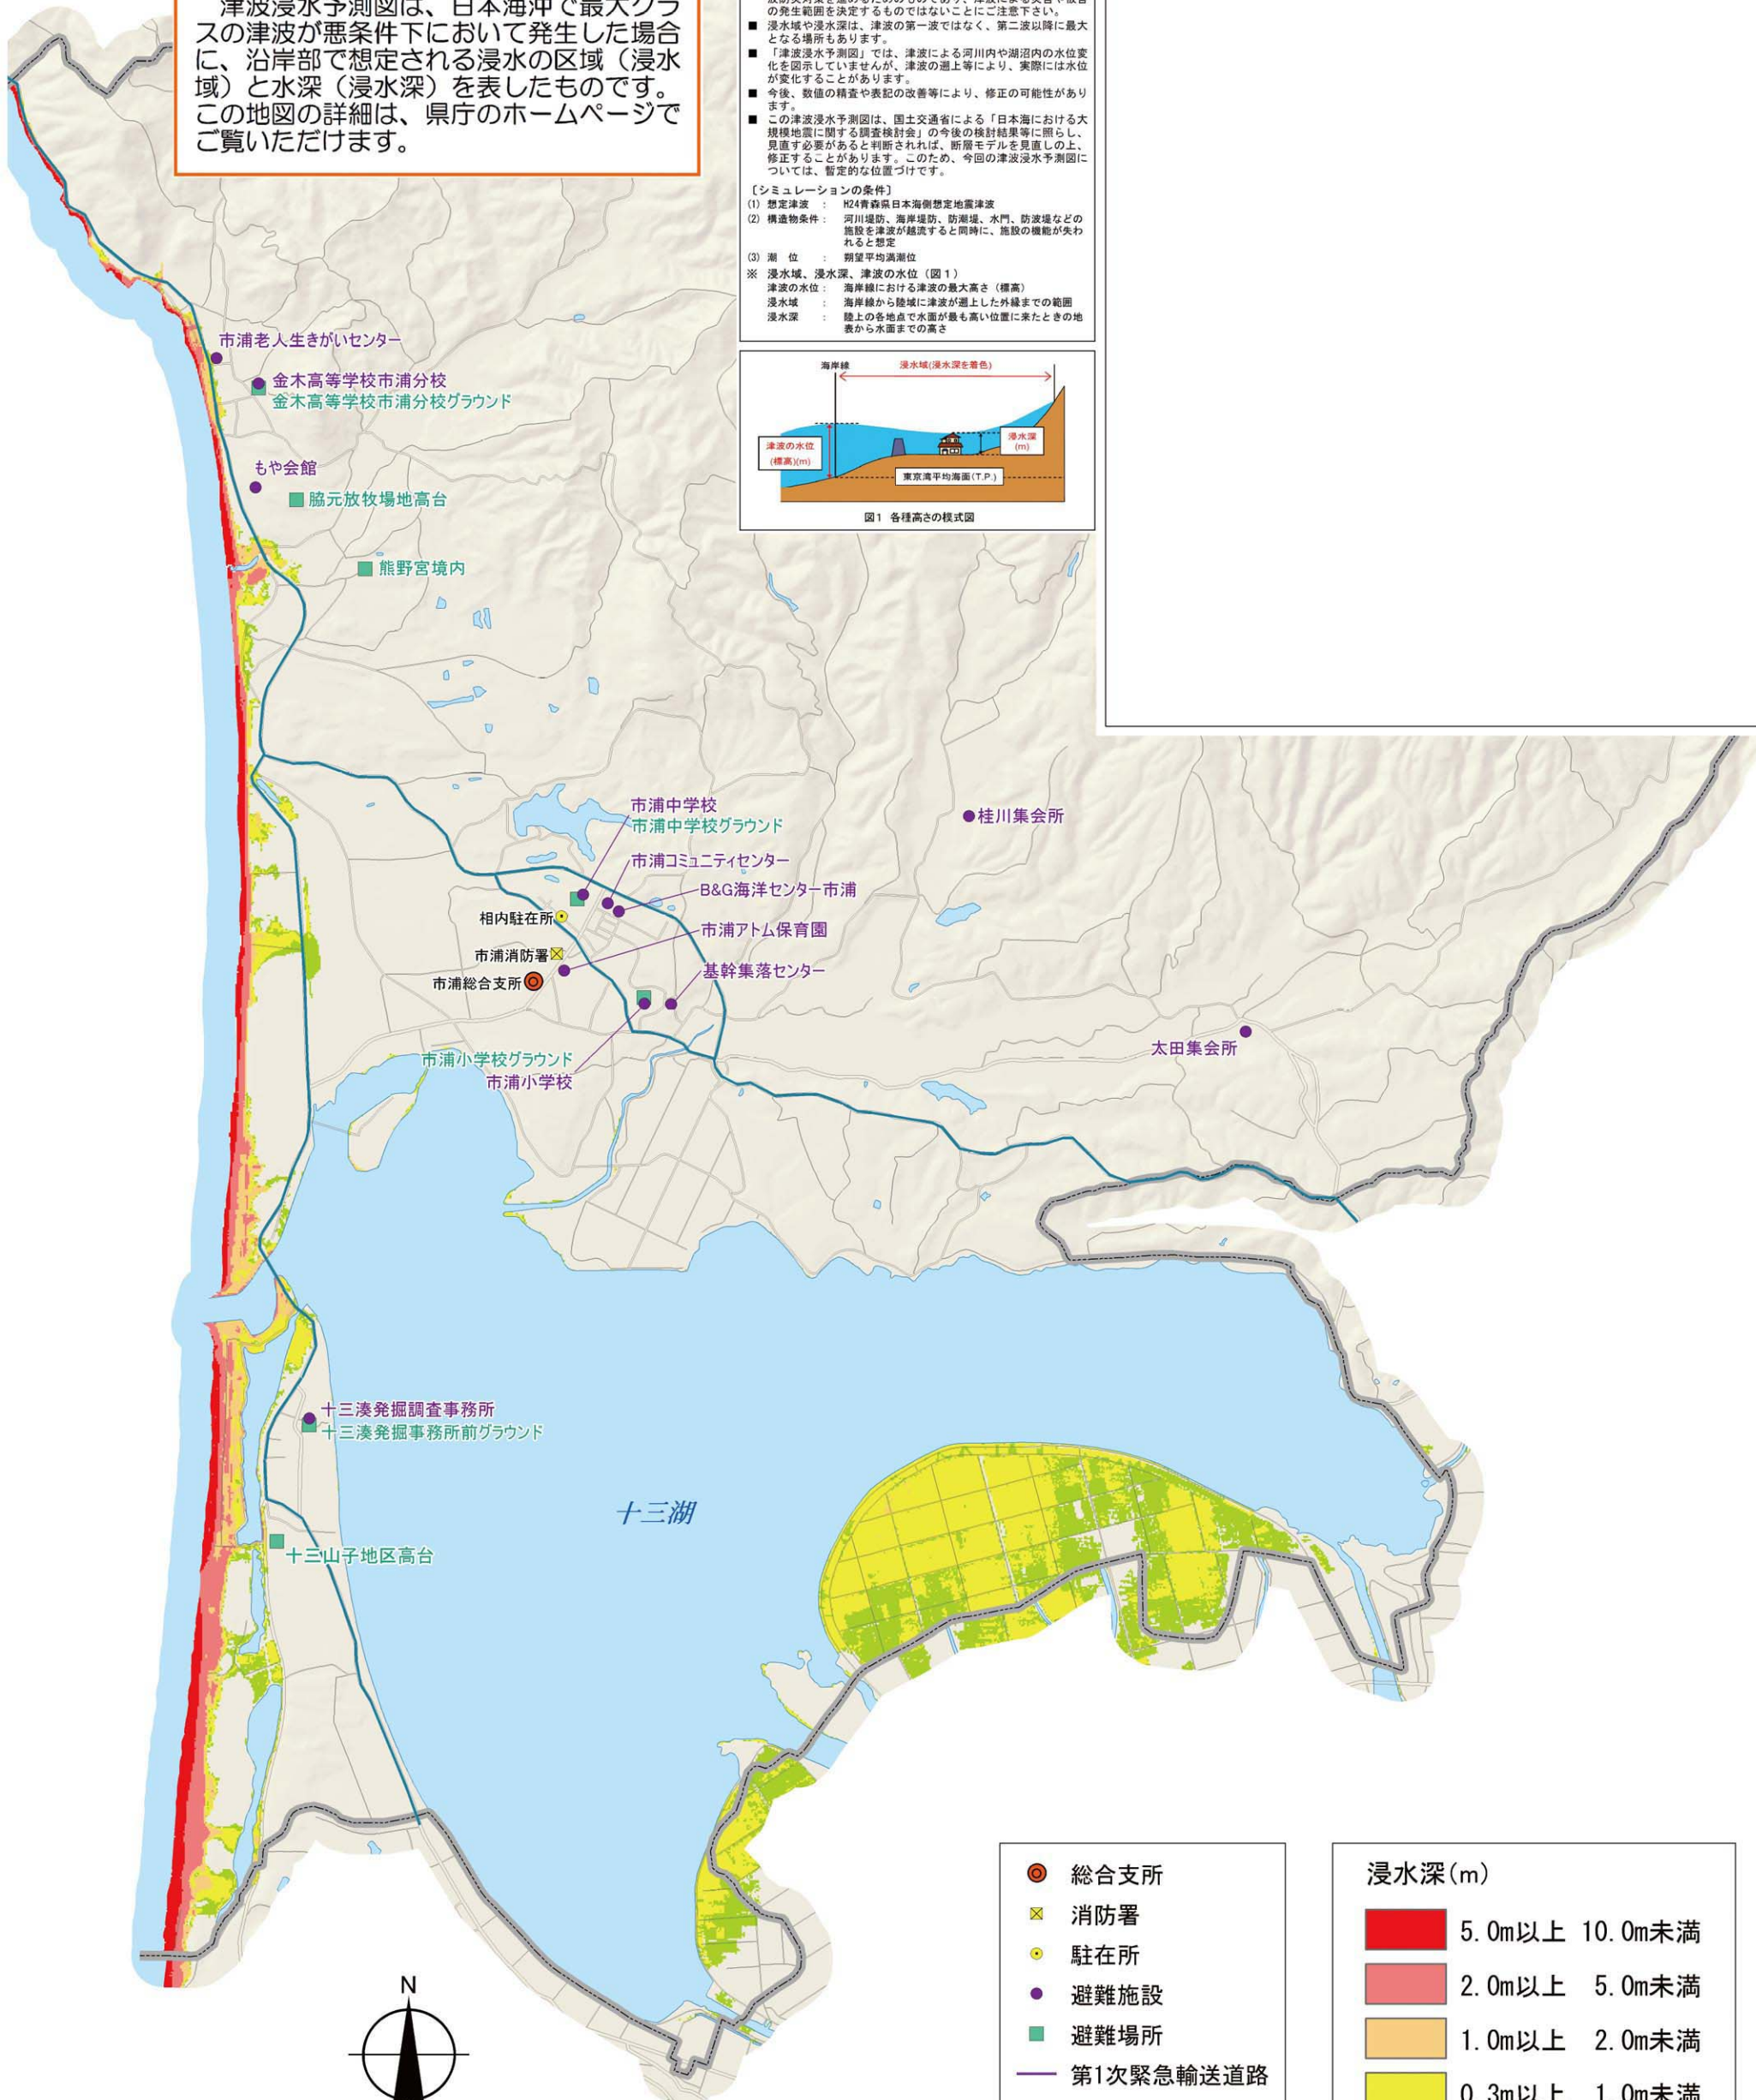 津波浸水予測図は、日本海沖で最大クラ
スの津波が悪条件下において発生した場合
に、沿岸部で想定される浸水の区域（浸水
域）と水深（浸水深）を表したものです。
この地図の詳細は、県庁のホームページで
ご覧いただけます。
の発生範囲を決定するものではないことにご注意下さい。
■ 浸水域や浸水深は、津波の第一波ではなく、第二波以降に最大
となる場所もあります。
■ 「津波浸水予測図」では、津波による河川内や湖沼内の水位変
化を図示していませんが、津波の遡上等により、実際には水位
が変化することがあります。
■ 今後、数値の精査や表記の改善等により、修正の可能性があり
ます。
■ この津波浸水予測図は、国土交通省による「日本海における大
規模地震に関する調査検討会」の今後の検討結果等に照らし、
見直す必要があると判断されれば、断層モデルを見直しの上、
修正することがあります。このため、今回の津波浸水予測図に
ついては、暫定的な位置づけです。
〔シミュレーションの条件〕
(1) 想定津波 ： H24青森県日本海側想定地震津波
(2) 構造物条件： 河川堤防、海岸堤防、防潮堤、水門、防波堤などの
施設を津波が越流すると同時に、施設の機能が失わ
れると想定
(3) 潮 位 ： 朔望平均満潮位
※ 浸水域、浸水深、津波の水位（図１）
津波の水位： 海岸線における津波の最大高さ（標高）
浸水域 ： 海岸線から陸域に津波が遡上した外縁までの範囲
浸水深 ： 陸上の各地点で水面が最も高い位置に来たときの地
表から水面までの高さ
海岸線
浸水域(浸水深を着色)
津波の水位
(標高)(m)
浸水深
(m)
東京湾平均海面(T.P.)
図1 各種高さの模式図
市浦老人生きがいセンター
金木高等学校市浦分校
金木高等学校市浦分校グラウンド
もや会館
脇元放牧場地高台
熊野宮境内
市浦中学校
市浦中学校グラウンド
桂川集会所
市浦コミュニティセンター
B&G海洋センター市浦
相内駐在所
市浦アトム保育園
市浦消防署
基幹集落センター
市浦総合支所
太田集会所
市浦小学校グラウンド
市浦小学校
十三湊発掘調査事務所
十三湊発掘事務所前グラウンド
十三湖
十三山子地区高台
N
総合支所
消防署
駐在所
避難施設
避難場所
第1次緊急輸送道路
浸水深(m)
5.0m以上 10.0m未満
2.0m以上 5.0m未満
1.0m以上 2.0m未満
0.3m以上 1.0m未満